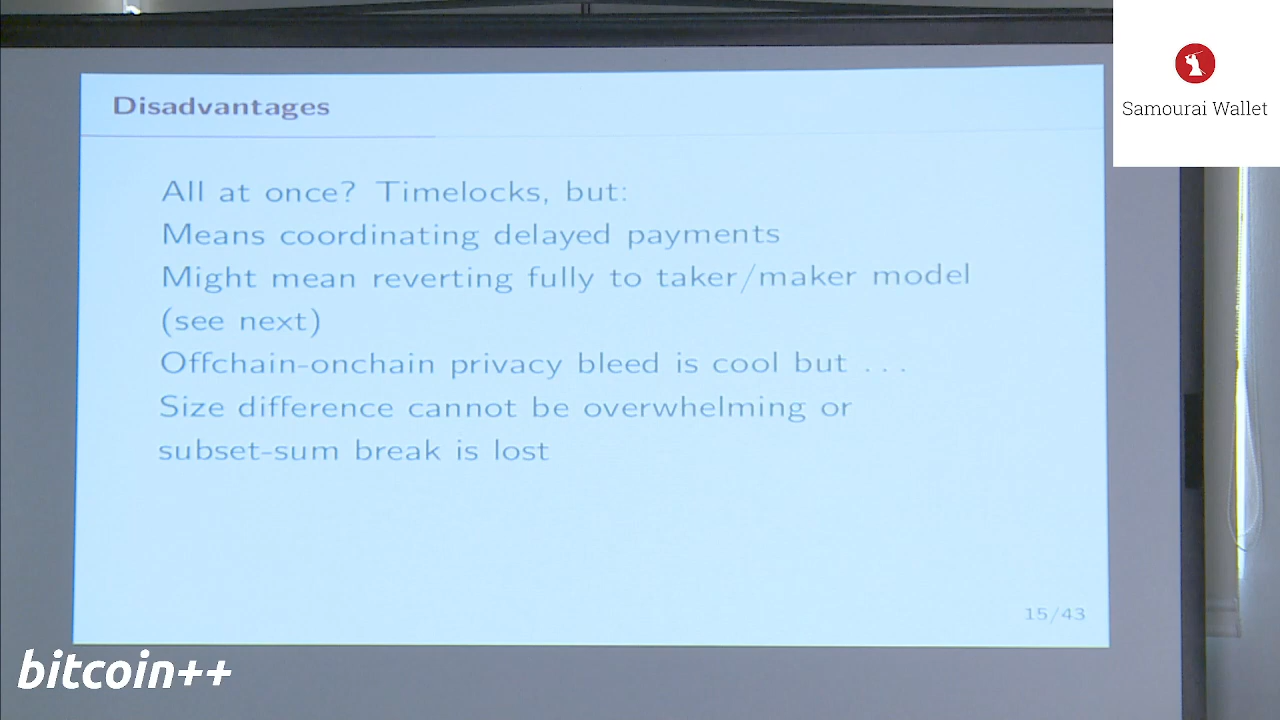 Samourai Wallet
Disadvantages
All at once? Timelocks, but:
Means coordinating delayed payments
Might mean reverting fully to taker/maker model
(see next)
Offchain-onchain privacy bleed is cool but . . .
Size difference cannot be overwhelming or
subset-sum break is lost
15/43
bitcoin++